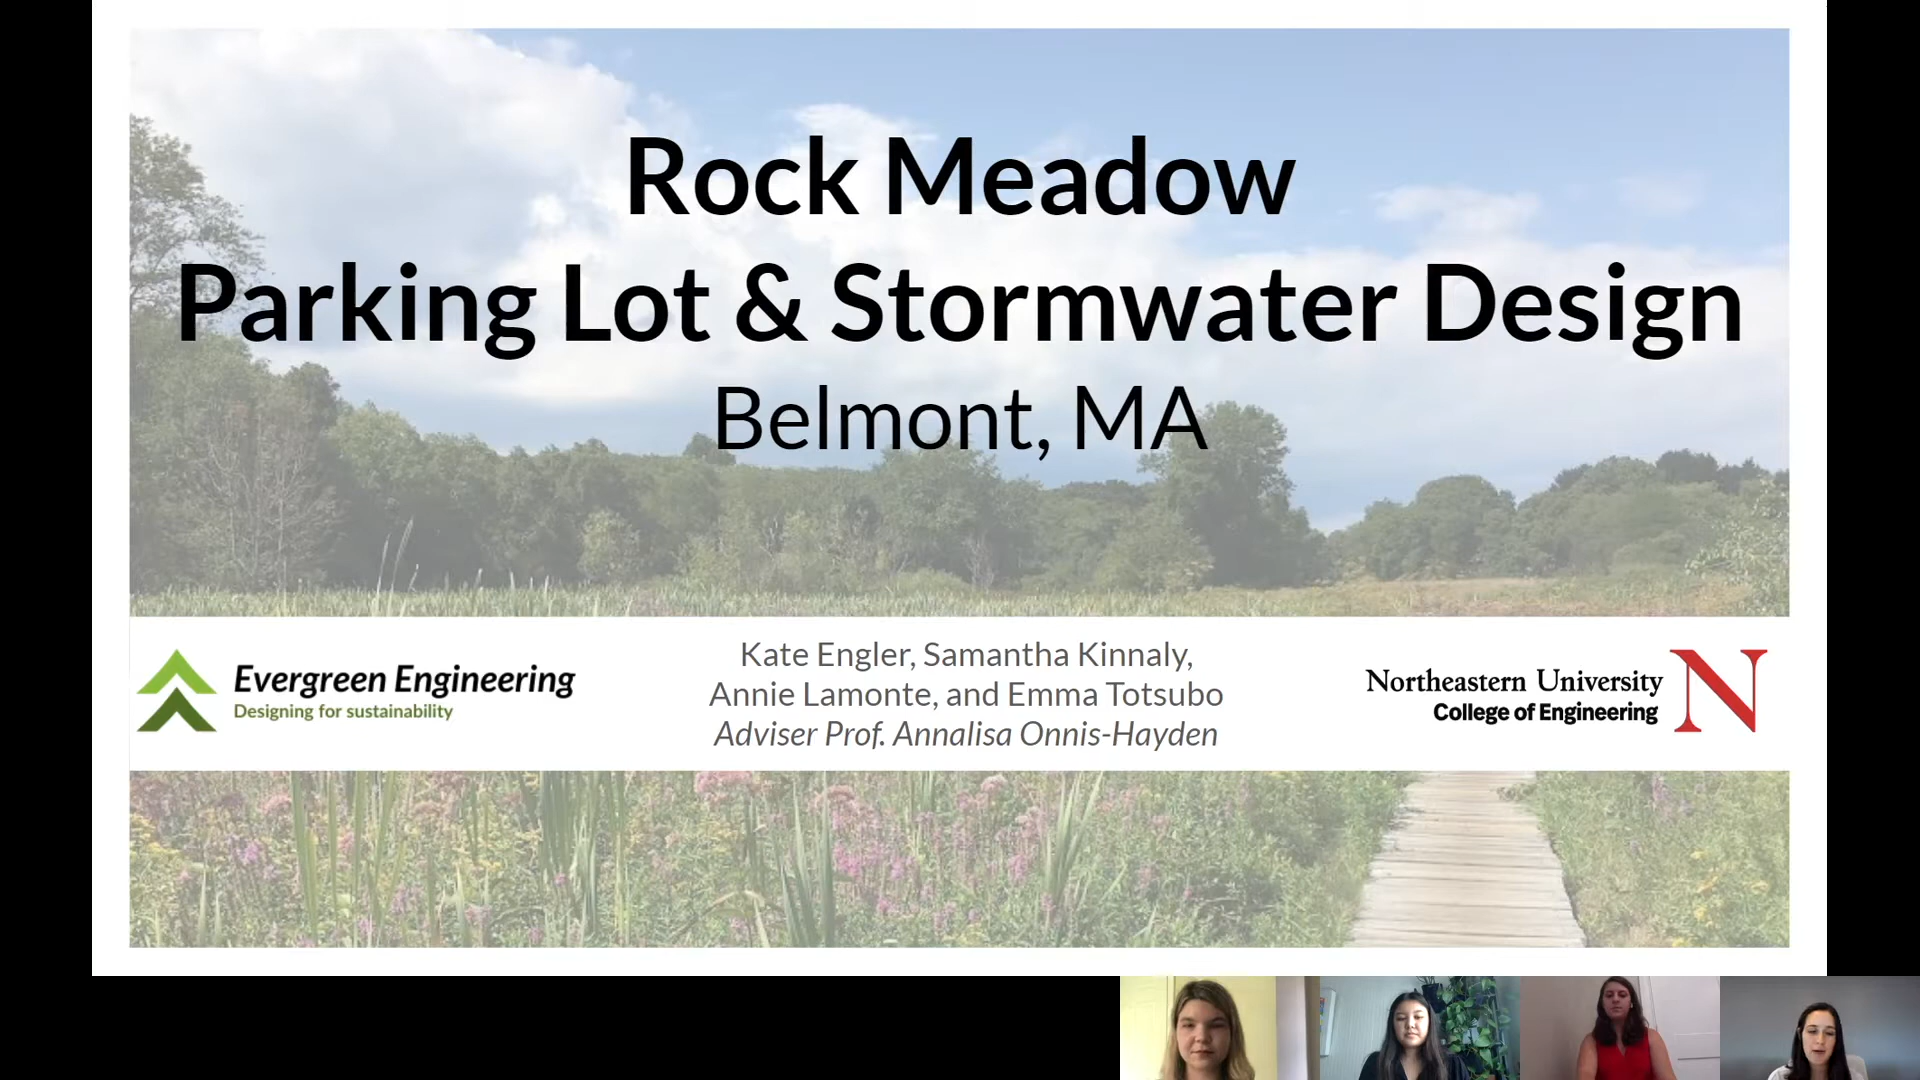 Rock Meadow
Parking Lot & Stormwater Design
Belmont, MA
Evergreen Engineering
Designing for sustainability
Kate Engler, Samantha Kinnaly,
Annie Lamonte, and Emma Totsubo
Adviser Prof. Annalisa Onnis-Hayden
Northeastern University
College of Engineering
N